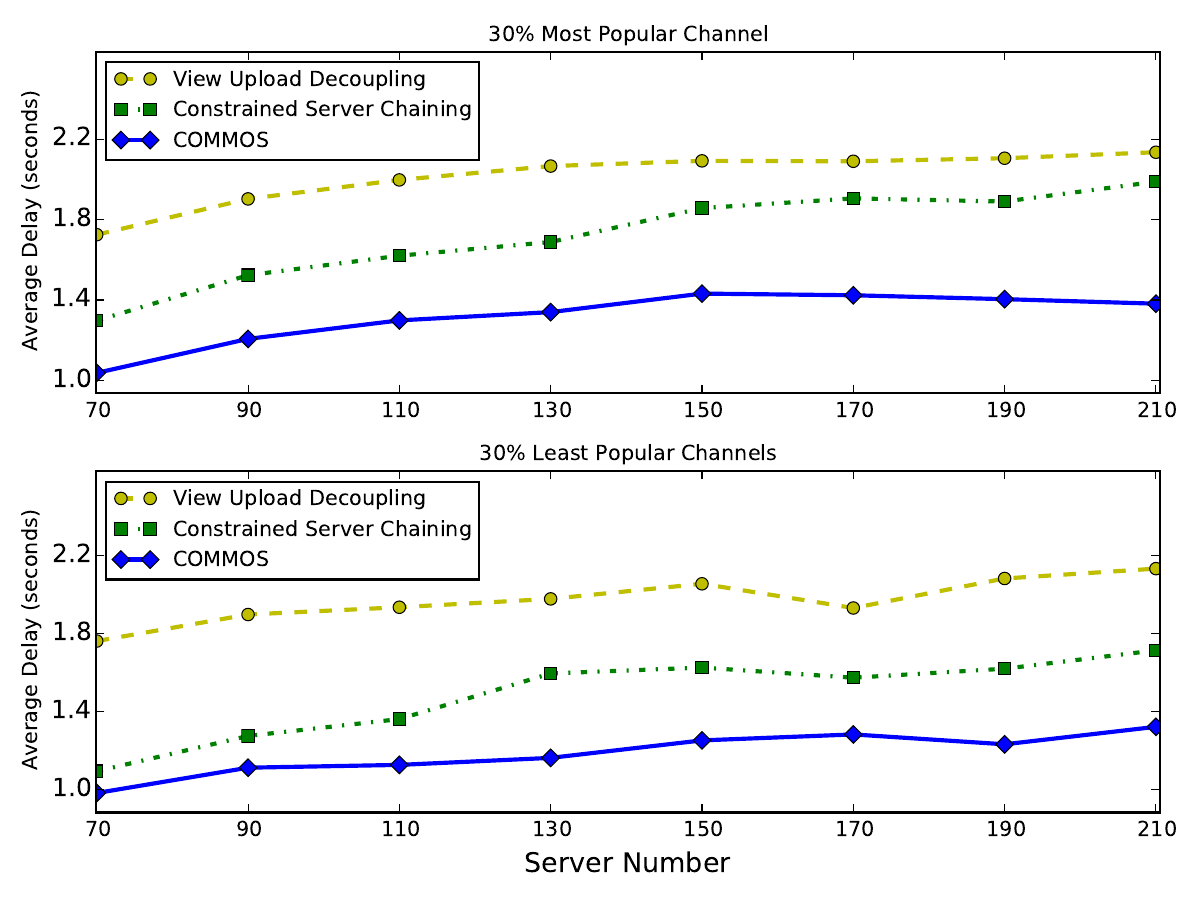 30% Most Popular Channel
View Upload Decoupling
Constrained Server Chaining
COMMOS
Average Delay (seconds)
2.2
1.8
1.4
1.0
70 90 110 130 150 170 190 210
30% Least Popular Channels
View Upload Decoupling
Constrained Server Chaining
COMMOS
Average Delay (seconds)
2.2
1.8
1.4
1.0
70 90 110 130 150 170 190 210
Server Number